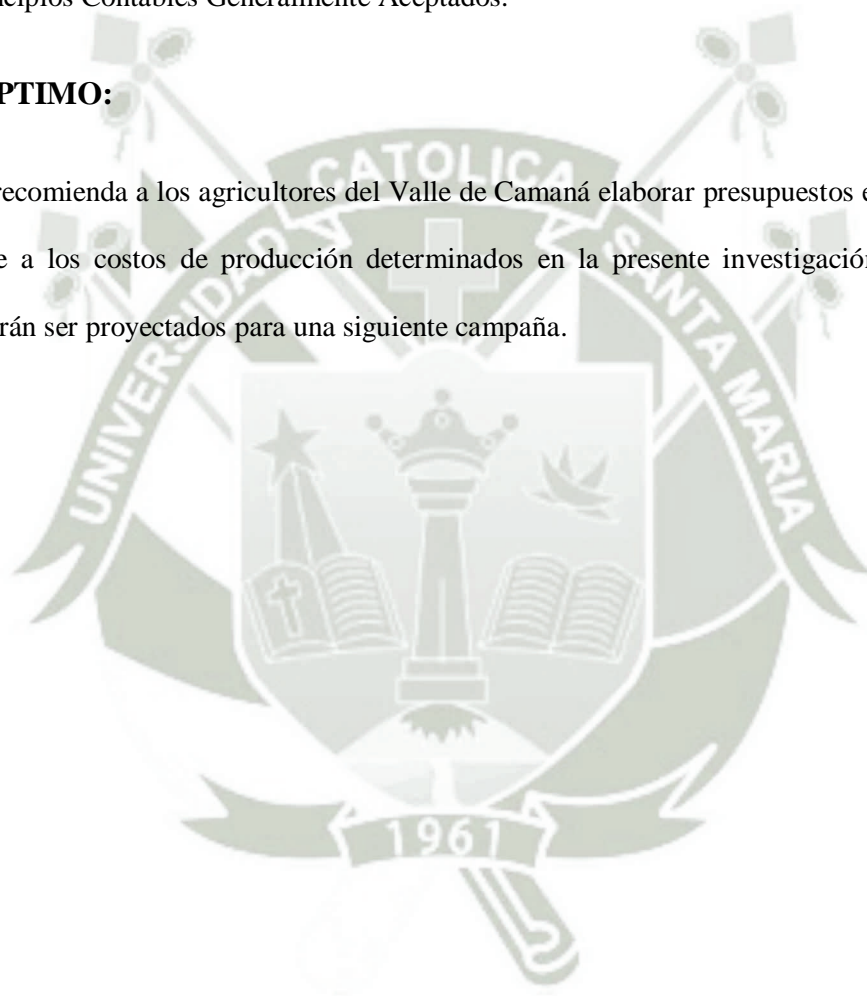 Contables Generalmente Aceptados.
PTIMO:
recomienda a los agricultores del Valle de Camaná elaborar presupuestos e
e a los costos de producción determinados en la presente investigación
rán ser proyectados para una siguiente campaña.
UNIVERSIDAD CATOLICA SANTA MARIA
1961